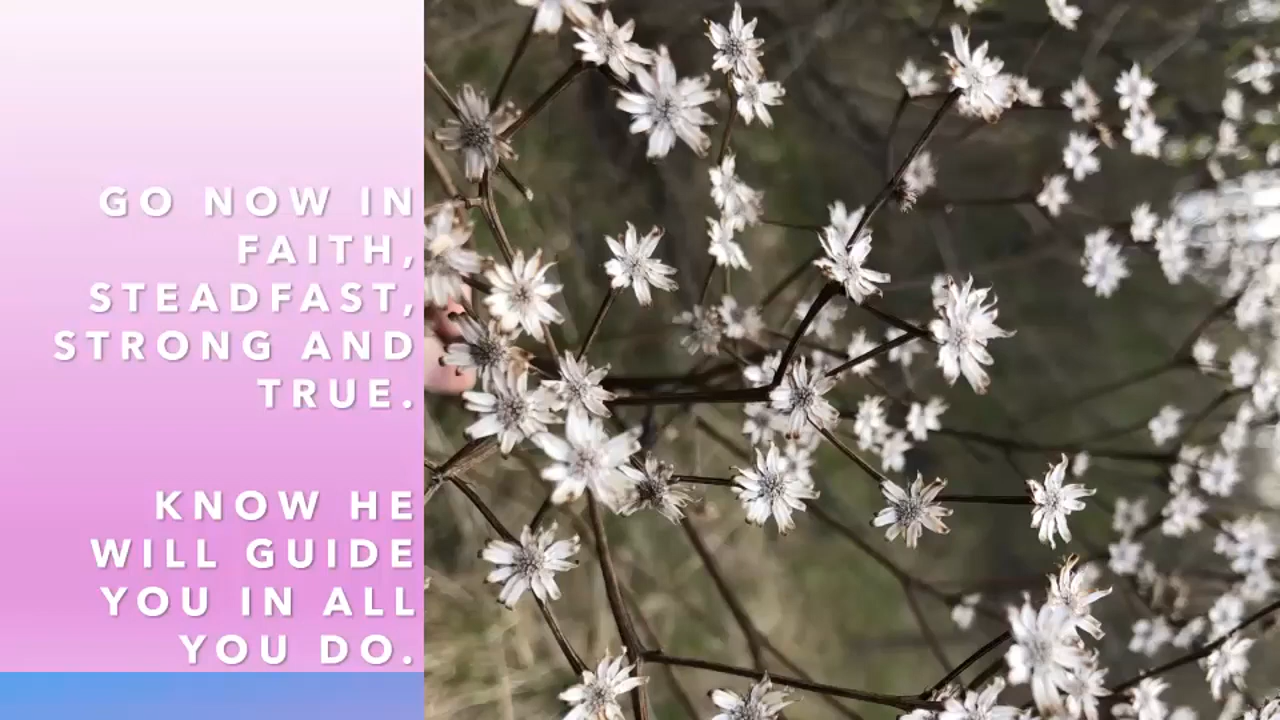 GO NOW IN
FAITH,
STEADFAST,
STRONG AND
TRUE.
KNOW HE
WILL GUIDE
YOU IN ALL
YOU DO.